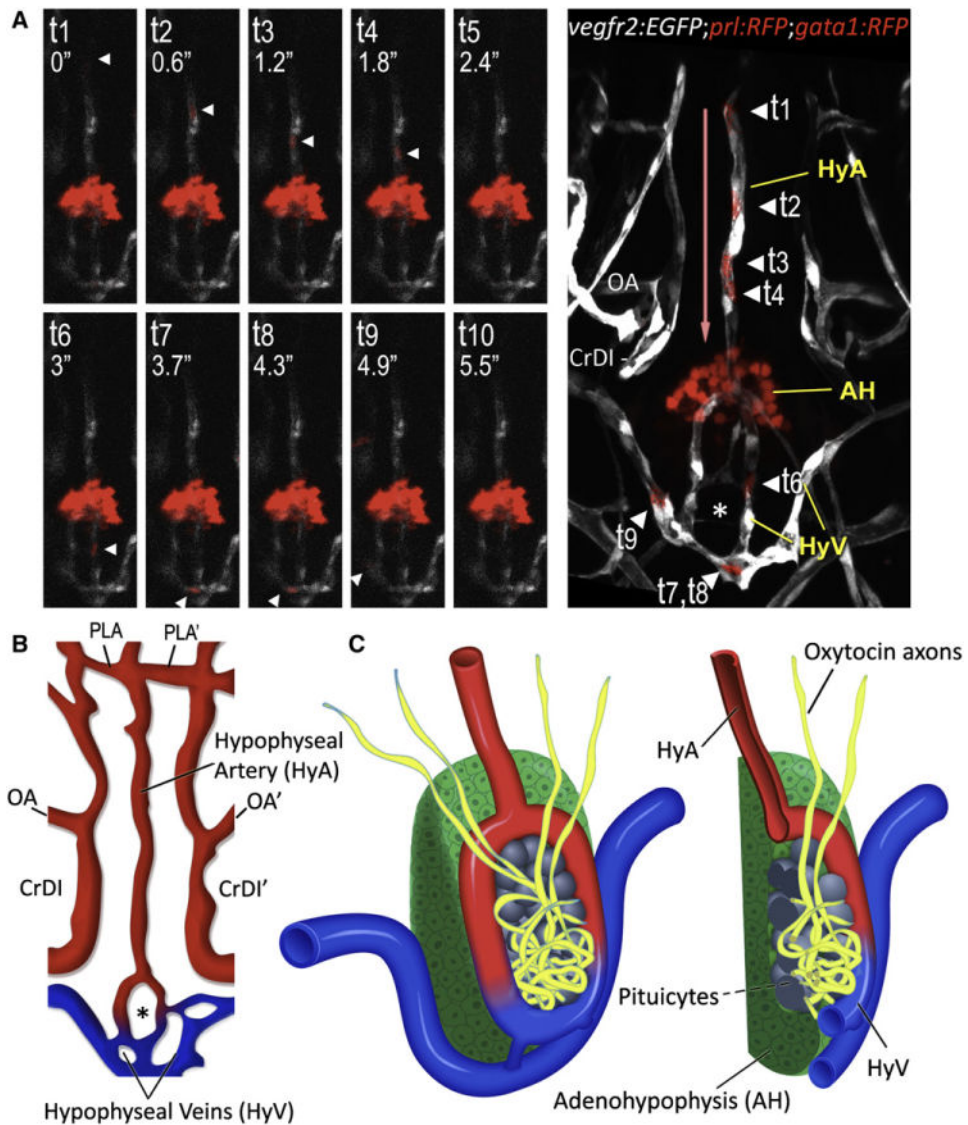 A
t1
0”
t2
0.6”
t3
1.2”
t4
1.8”
t5
2.4”
t6
3”
t7
3.7”
t8
4.3”
t9
4.9”
t10
5.5”
vegfr2:EGFP;prl:RFP;gata1:RFP
t1
HyA
t2
t3
OA
t4
CrDI -
AH
t6
*
t9
HyV
t7,t8
B
PLA
PLA'
Hypophyseal
Artery (HyA)
OA
OA'
CrDI
CrDI'
*
Hypophyseal Veins (HyV)
C
Oxytocin axons
HyA
Pituicytes
HyV
Adenohypophysis (AH)